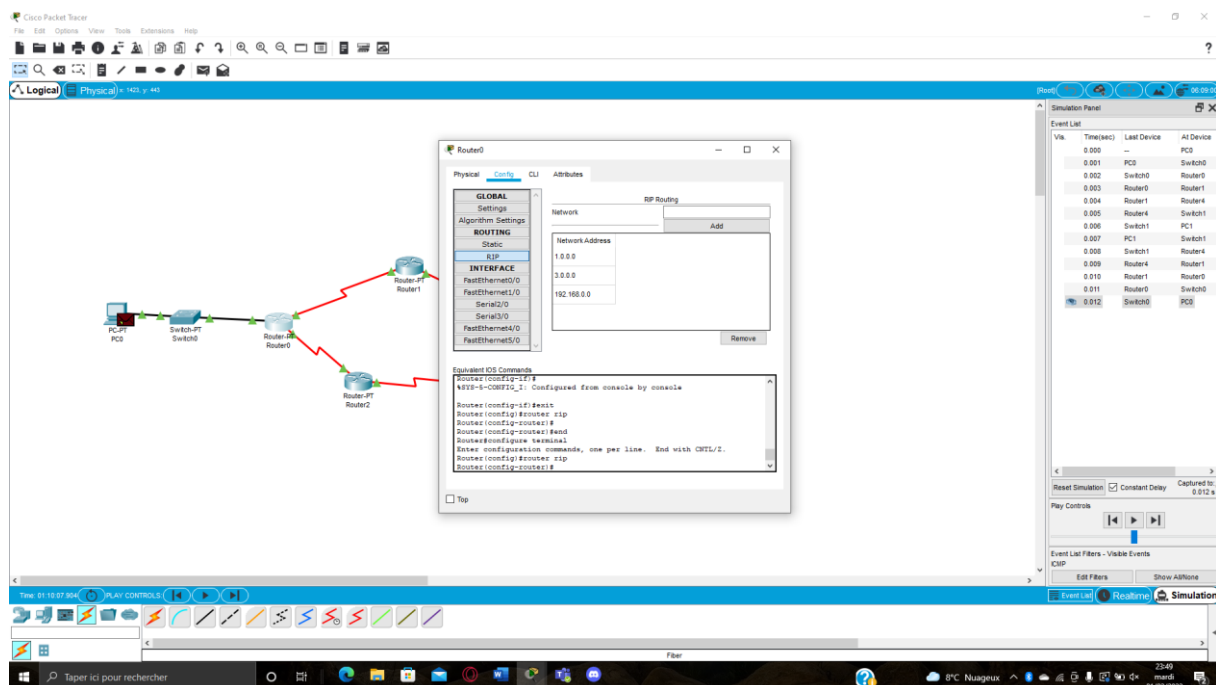 Cisco Packet Tracer
File Edit Options View Tools Extensions Help
?
Logical Physical x: 1423, y: 443
[Root] 06:09:00
Simulation Panel
Event List
Vis. Time(sec) Last Device At Device
0.000 -- PC0
0.001 PC0 Switch0
0.002 Switch0 Router0
0.003 Router0 Router1
0.004 Router1 Router4
0.005 Router4 Switch1
0.006 Switch1 PC1
0.007 PC1 Switch1
0.008 Switch1 Router4
0.009 Router4 Router1
0.010 Router1 Router0
0.011 Router0 Switch0
0.012 Switch0 PC0
Reset Simulation Constant Delay Captured to:
0.012 s
Play Controls
Event List Filters - Visible Events
ICMP
Edit Filters Show All/None
Router0
Physical Config CLI Attributes
GLOBAL
Settings
Algorithm Settings
ROUTING
Static
RIP
INTERFACE
FastEthernet0/0
FastEthernet1/0
Serial2/0
Serial3/0
FastEthernet4/0
FastEthernet5/0
RIP Routing
Network
Add
Network Address
1.0.0.0
3.0.0.0
192.168.0.0
Remove
Equivalent IOS Commands
Router(config-if)#
%SYS-5-CONFIG_I: Configured from console by console
Router(config-if)#exit
Router(config)#router rip
Router(config-router)#
Router(config-router)#end
Router#configure terminal
Enter configuration commands, one per line. End with CNTL/Z.
Router(config)#router rip
Router(config-router)#
Top
Router-PT
Router1
PC-PT
PC0
Switch-PT
Switch0
Router-PT
Router0
Router-PT
Router2
Time: 01:10:07.904 PLAY CONTROLS:
Event List Realtime Simulation
Fiber
Taper ici pour rechercher
8°C Nuageux
23:49
mardi